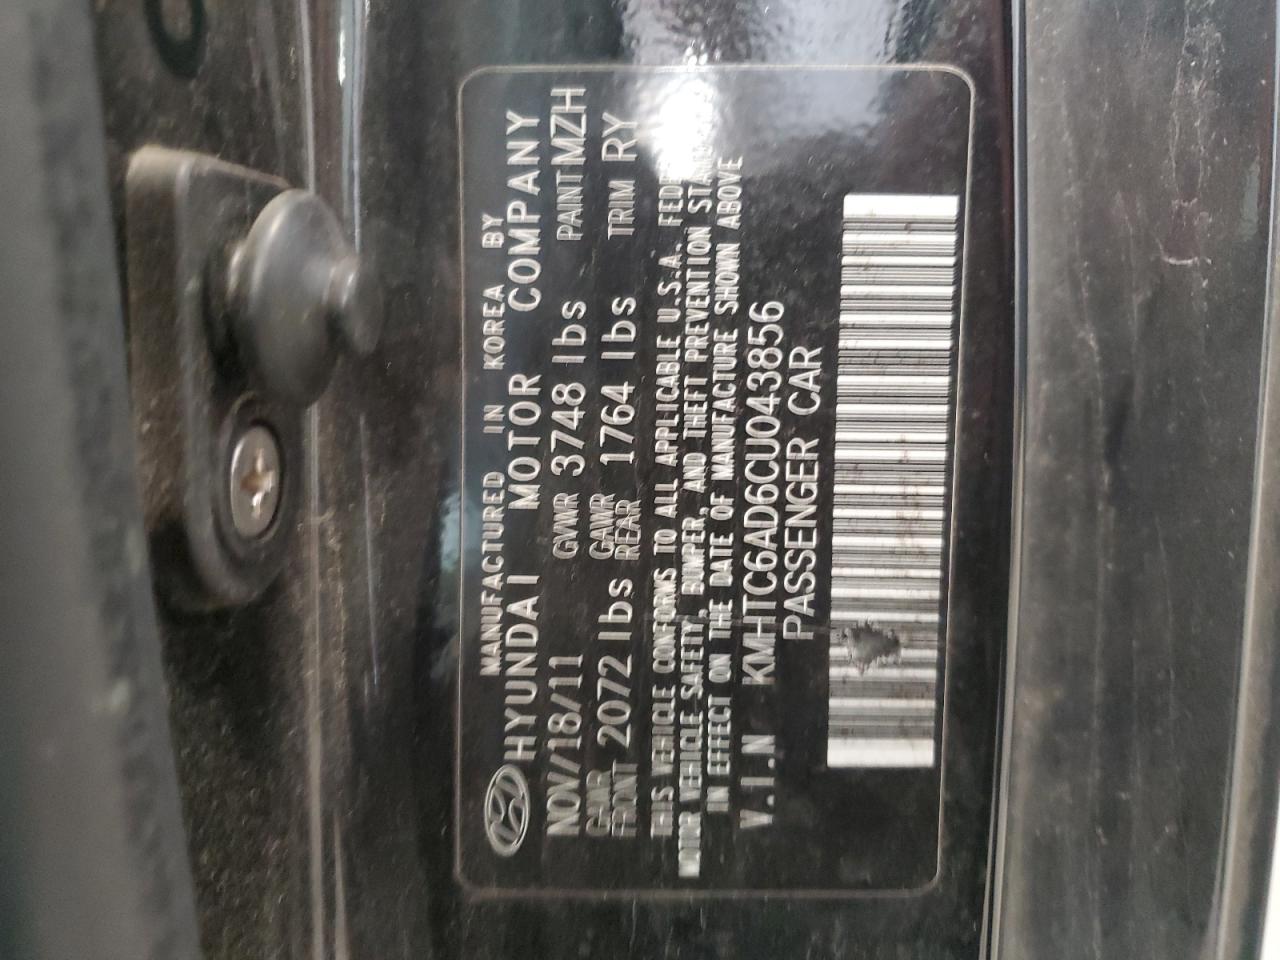 MANUFACTURED IN KOREA BY
HYUNDAI MOTOR COMPANY
NOV/18/11 GVWR 3748 lbs PAINT MZH
GAWR FRONT 2072 lbs GAWR REAR 1764 lbs TRIM RY
THIS VEHICLE CONFORMS TO ALL APPLICABLE U.S.A.
MOTOR VEHICLE SAFETY, BUMPER, AND THEFT PREVENTION
IN EFFECT ON THE DATE OF MANUFACTURE SHOWN ABOVE
V.I.N KMHTC6AD6CU043856
PASSENGER CAR